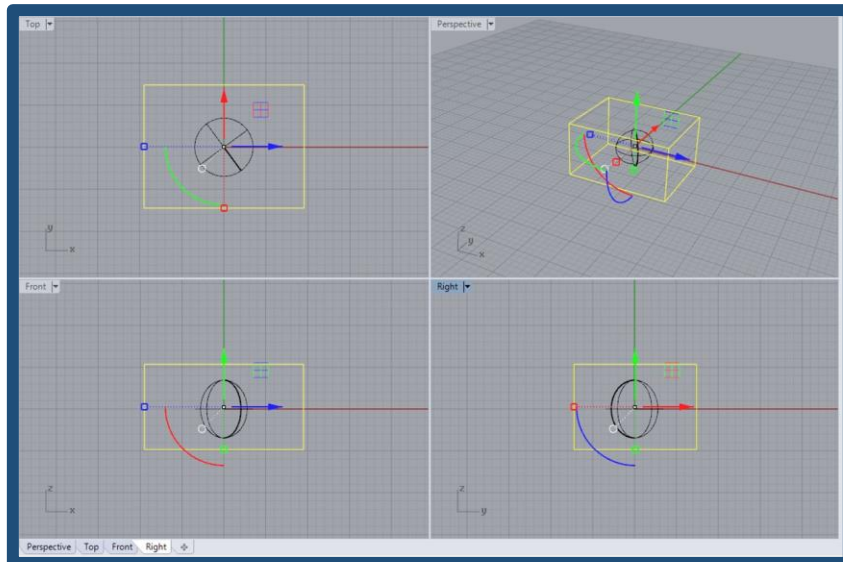 Top
Perspective
y
x
z
y
x
Front
Right
z
x
z
y
Perspective Top Front Right